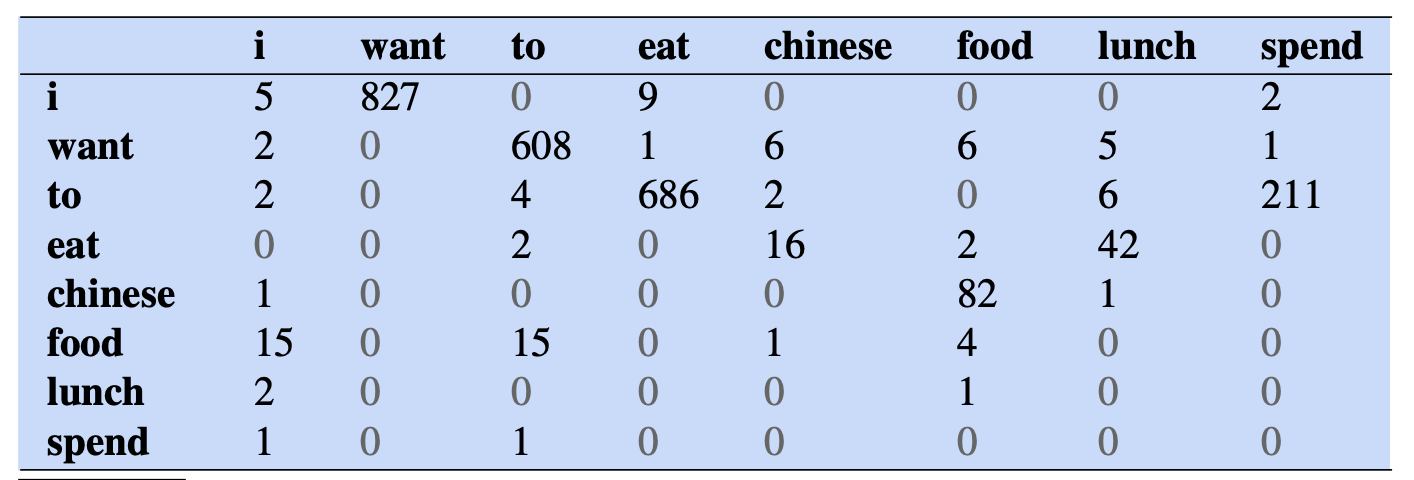 i want to eat chinese food lunch spend
i 5 827 0 9 0 0 0 2
want 2 0 608 1 6 6 5 1
to 2 0 4 686 2 0 6 211
eat 0 0 2 0 16 2 42 0
chinese 1 0 0 0 0 82 1 0
food 15 0 15 0 1 4 0 0
lunch 2 0 0 0 0 1 0 0
spend 1 0 1 0 0 0 0 0